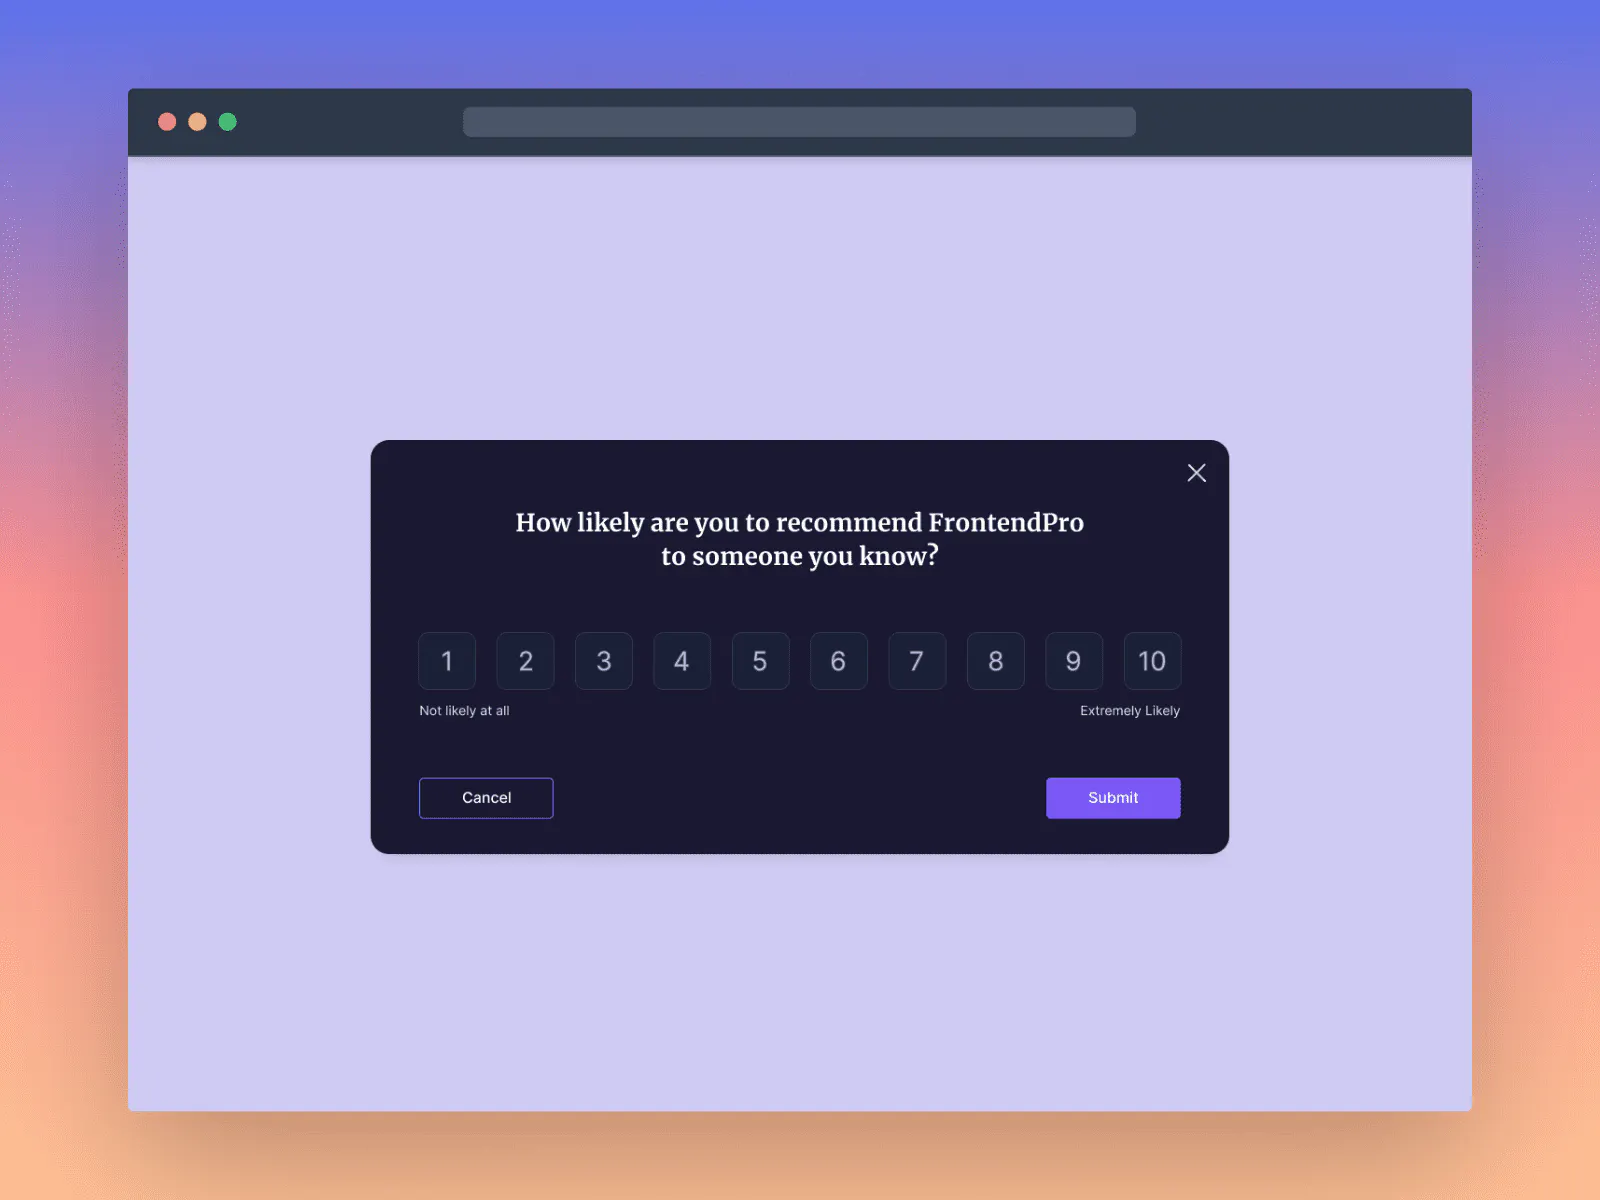 How likely are you to recommend FrontendPro
to someone you know?
1 2 3 4 5 6 7 8 9 10
Not likely at all Extremely Likely
Cancel Submit